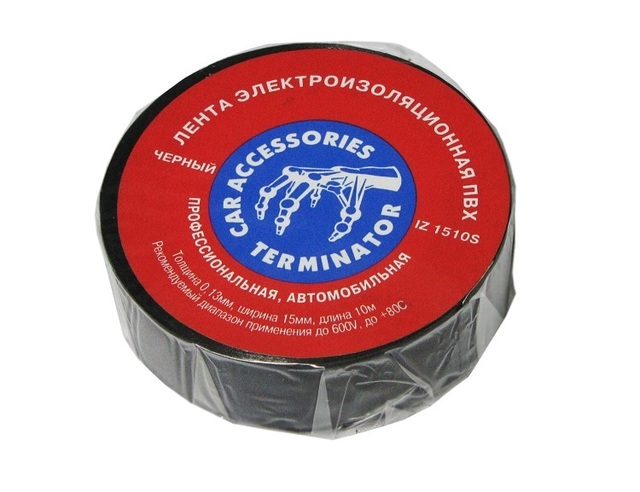 ЛЕНТА ЭЛЕКТРОИЗОЛЯЦИОННАЯ ПВХ
ЧЕРНЫЙ
IZ 1510S
CAR ACCESSORIES
TERMINATOR
ПРОФЕССИОНАЛЬНАЯ, АВТОМОБИЛЬНАЯ
Толщина 0,13мм, ширина 15мм, длина 10м
Рекомендуемый диапазон применения до 600V, до +80С